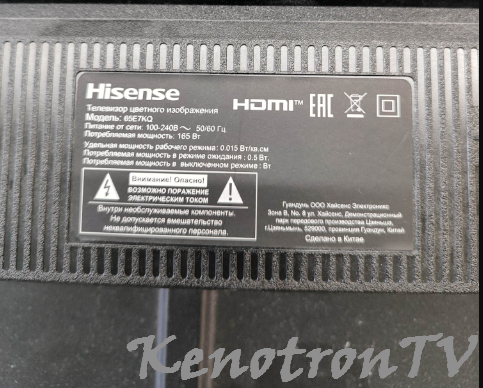 Hisense
HDMI™ EAC
Телевизор цветного изображения
Модель: 65E7KQ
Питание от сети: 100-240В ~ 50/60 Гц
Потребляемая мощность: 165 Вт
Удельная мощность рабочего режима: 0.015 Вт/кв.см
Потребляемая мощность в режиме ожидания: 0.5 Вт.
Потребляемая мощность в выключенном режиме: Вт
Внимание! Опасно!
ВОЗМОЖНО ПОРАЖЕНИЕ
ЭЛЕКТРИЧЕСКИМ ТОКОМ
Внутри необслуживаемые компоненты.
Не допускается вмешательство
неквалифицированного персонала.
Гуандунь ООО Хайсенс Электроникс
Зона В, No. 8 ул. Хайсенс, Демонстрационный
парк передового производства Цзянша,
г.Цзянмынь, 529000, провинция Гуандун, Китай
Сделано в Китае
KenotronTV